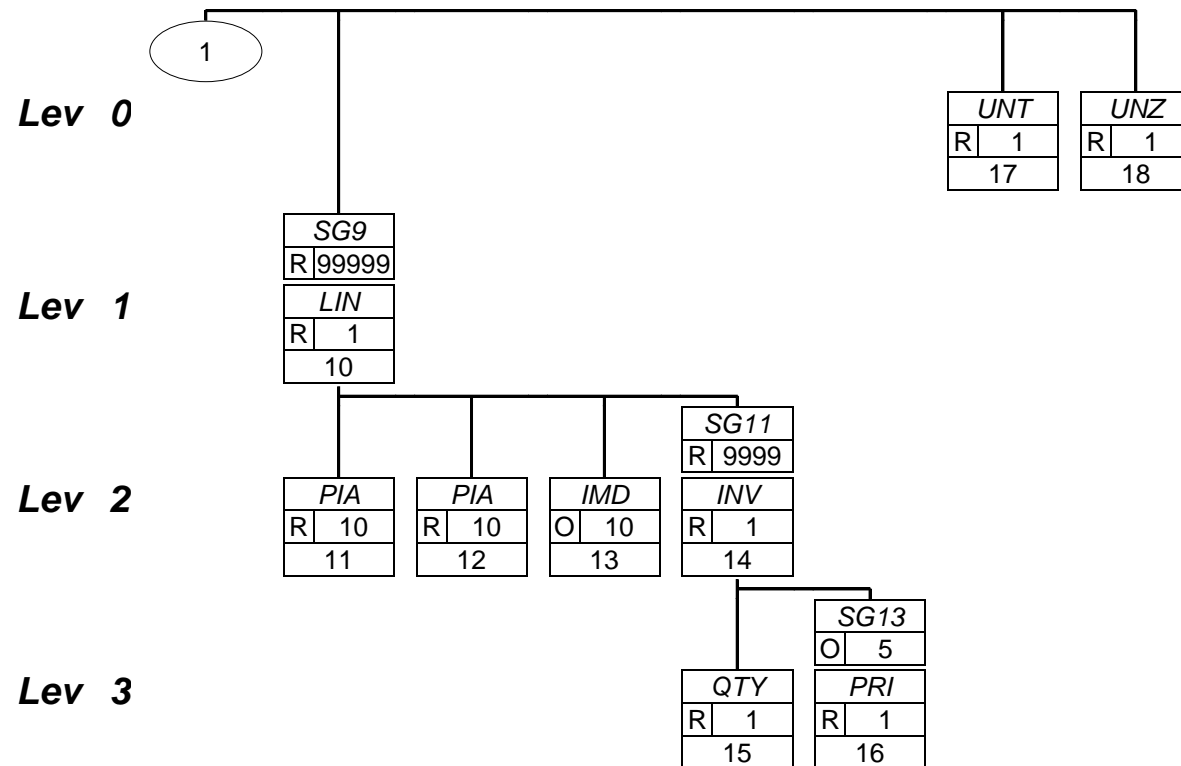 1
Lev 0
UNT
R 1
17
UNZ
R 1
18
SG9
R 99999
Lev 1
LIN
R 1
10
SG11
R 9999
Lev 2
PIA
R 10
11
PIA
R 10
12
IMD
O 10
13
INV
R 1
14
SG13
O 5
Lev 3
QTY
R 1
15
PRI
R 1
16